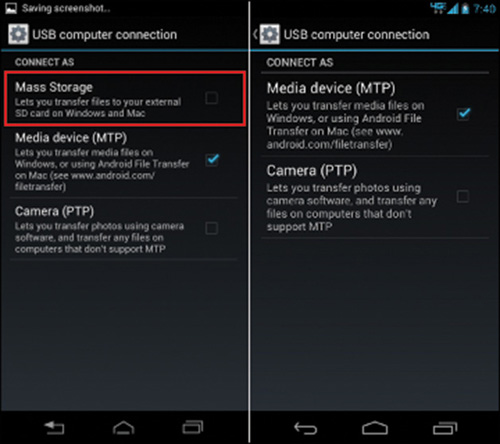 Saving screenshot...
USB computer connection
CONNECT AS
Mass Storage
Lets you transfer files to your external
SD card on Windows and Mac
Media device (MTP)
Lets you transfer media files on
Windows, or using Android File Transfer
on Mac (see www.android.com/
filetransfer)
Camera (PTP)
Lets you transfer photos using camera
software, and transfer any files on
computers that don't support MTP
4G 7:40
USB computer connection
CONNECT AS
Media device (MTP)
Lets you transfer media files on
Windows, or using Android File
Transfer on Mac (see www.
android.com/filetransfer)
Camera (PTP)
Lets you transfer photos using
camera software, and transfer any
files on computers that don't
support MTP